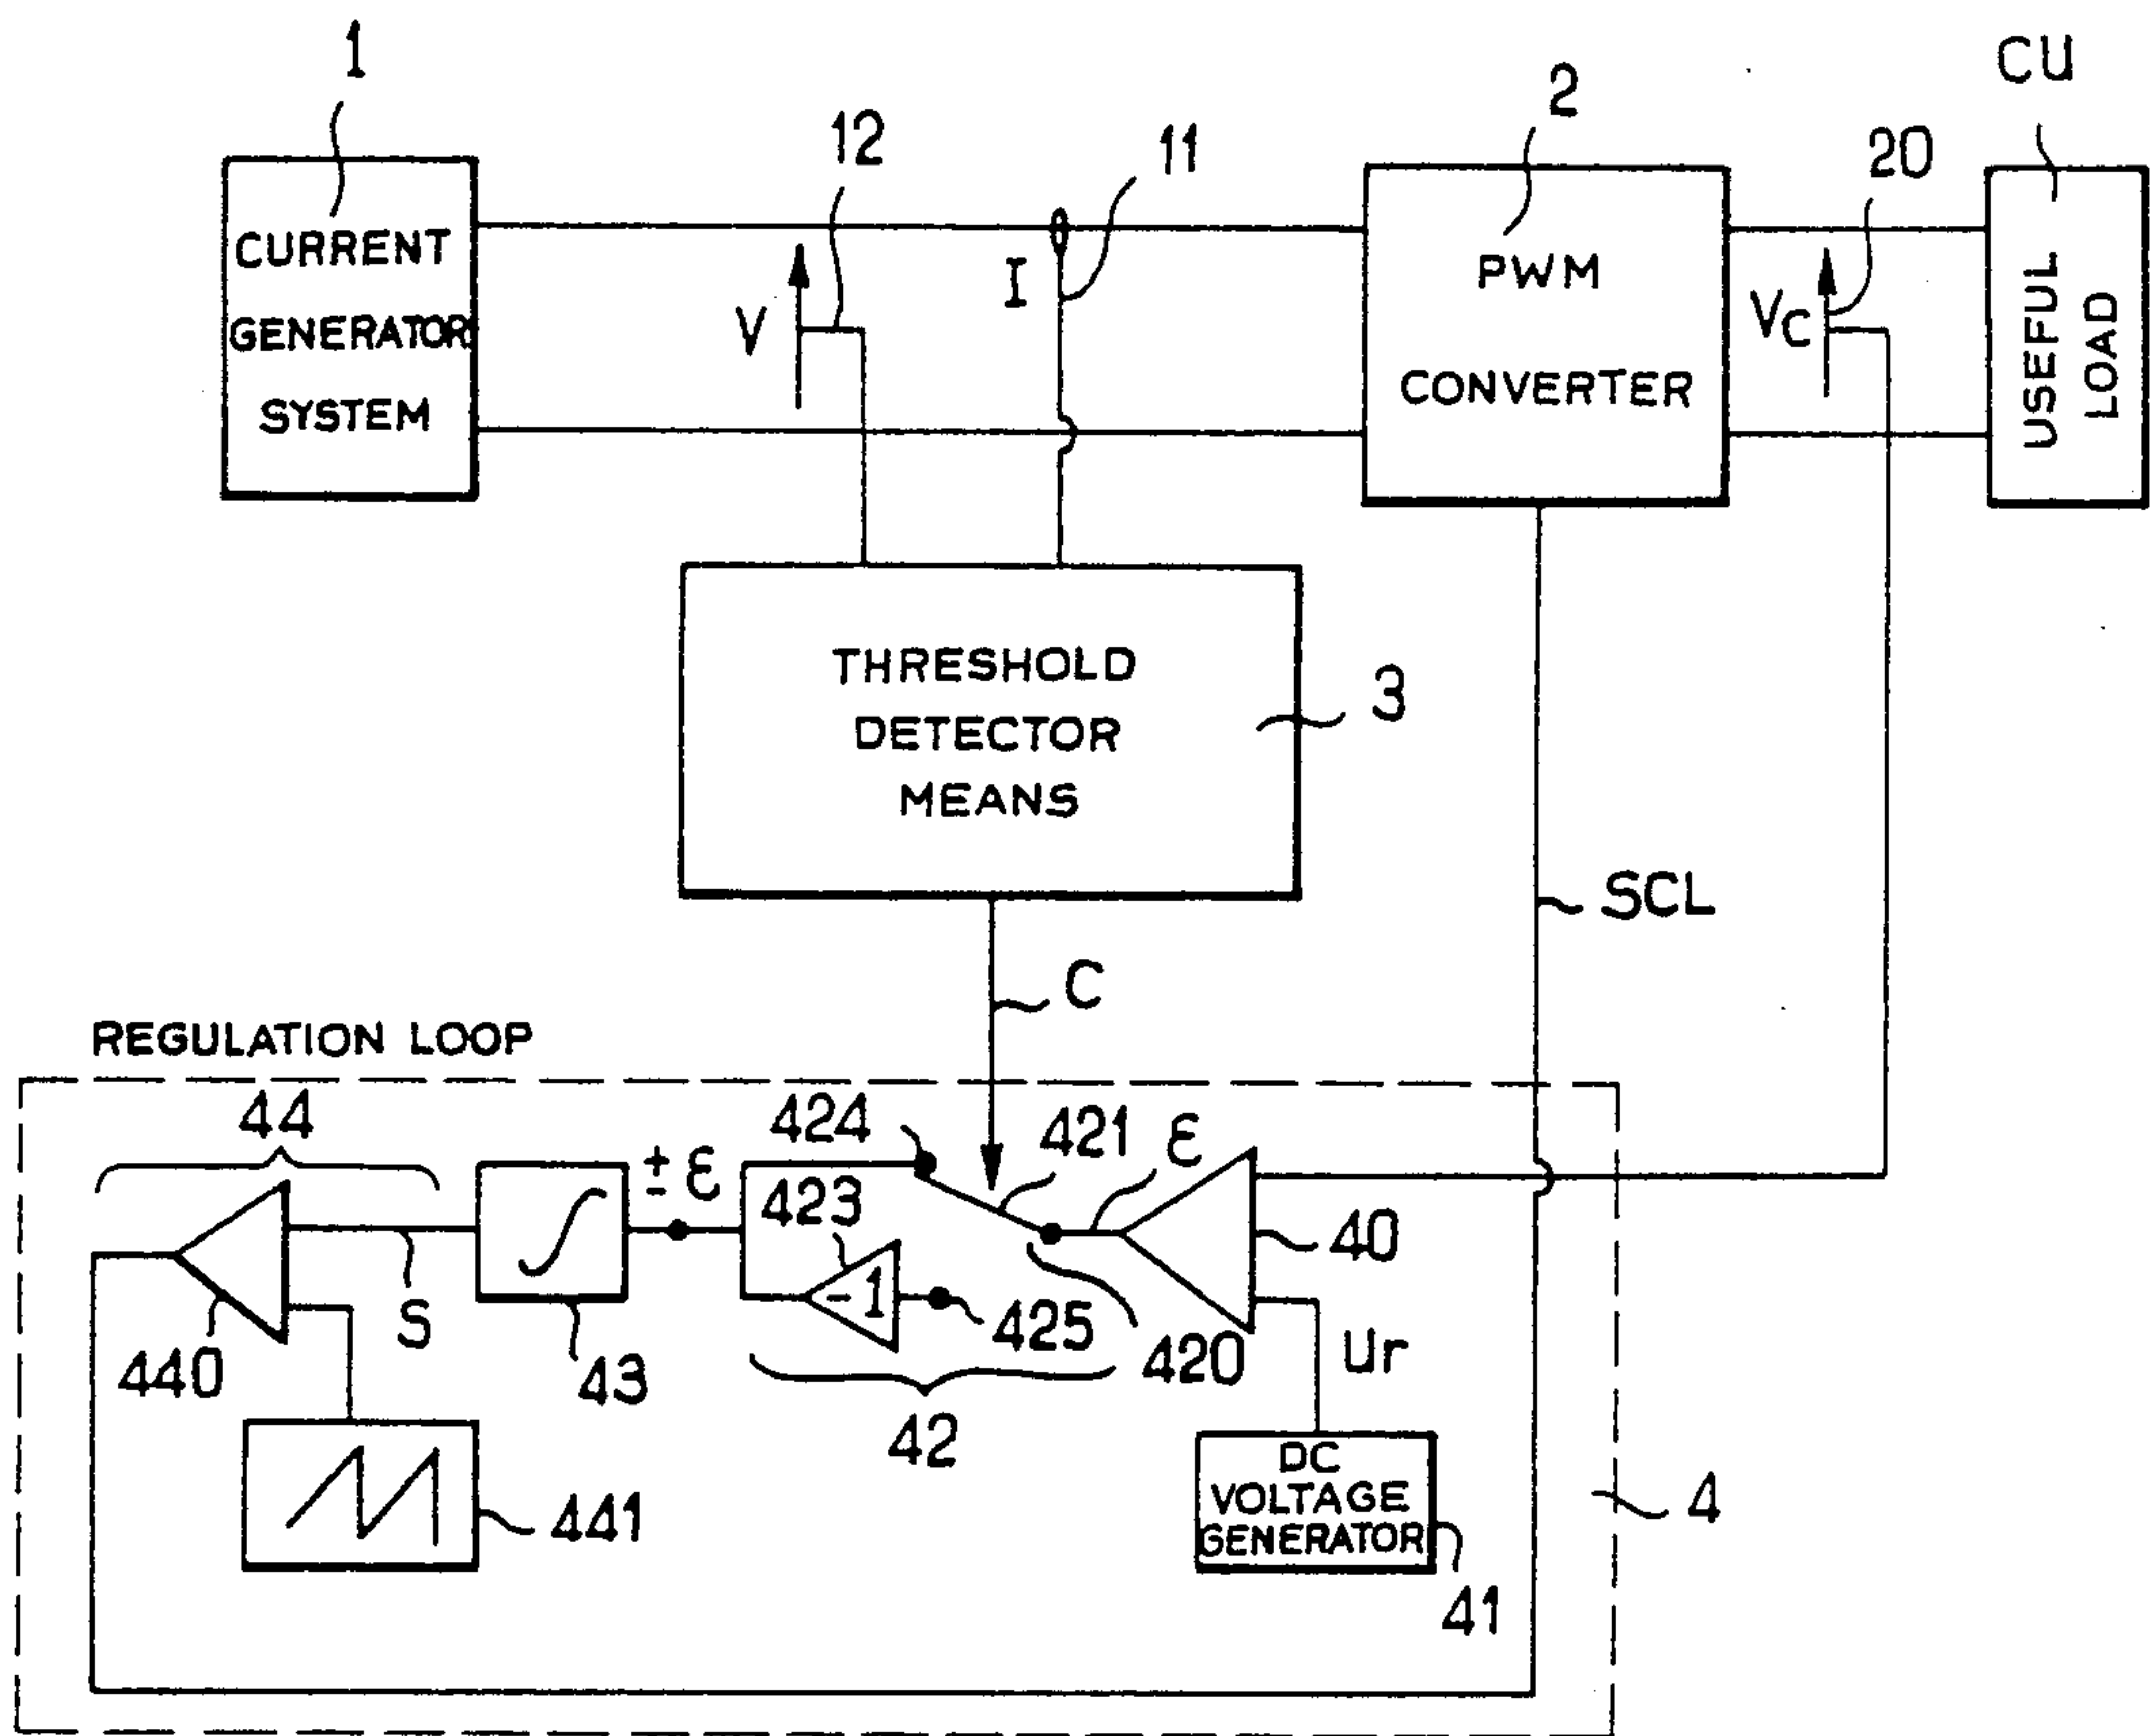 1
12
11
2
CU
20
CURRENT
GENERATOR
SYSTEM
V
I
PWM
CONVERTER
VC
USEFUL
LOAD
THRESHOLD
DETECTOR
MEANS
3
SCL
C
REGULATION LOOP
44
424
421
ε
± ε
423
40
-1
S
425
420
Ur
440
43
42
DC
VOLTAGE
GENERATOR
441
4
41